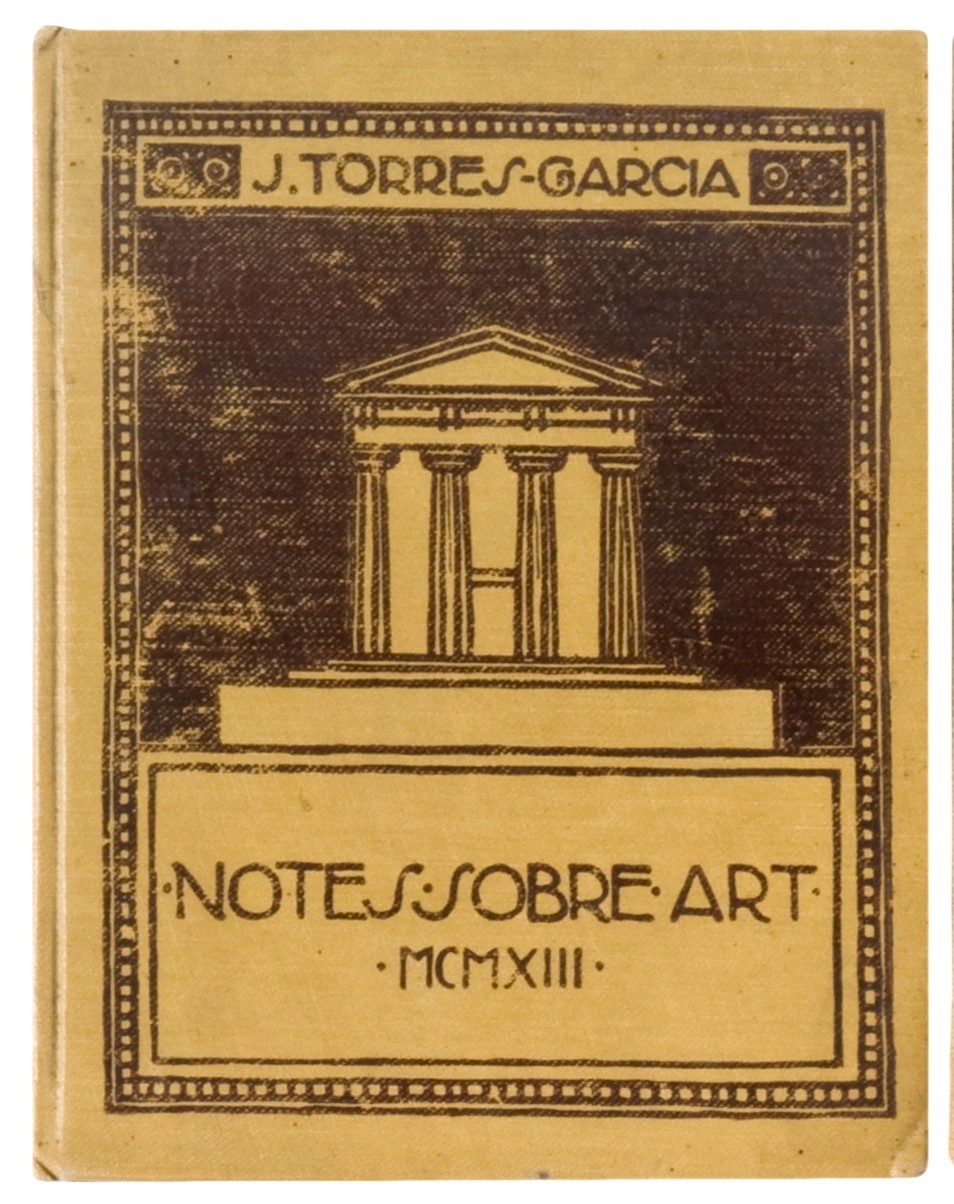 J. TORRES-GARCIA
·NOTES·SOBRE·ART·
·MCMXIII·